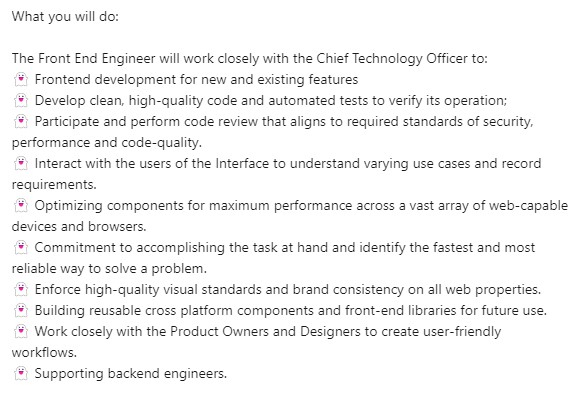 What you will do:
The Front End Engineer will work closely with the Chief Technology Officer to:
Frontend development for new and existing features
Develop clean, high-quality code and automated tests to verify its operation;
Participate and perform code review that aligns to required standards of security,
performance and code-quality.
Interact with the users of the Interface to understand varying use cases and record
requirements.
Optimizing components for maximum performance across a vast array of web-capable
devices and browsers.
Commitment to accomplishing the task at hand and identify the fastest and most
reliable way to solve a problem.
Enforce high-quality visual standards and brand consistency on all web properties.
Building reusable cross platform components and front-end libraries for future use.
Work closely with the Product Owners and Designers to create user-friendly
workflows.
Supporting backend engineers.